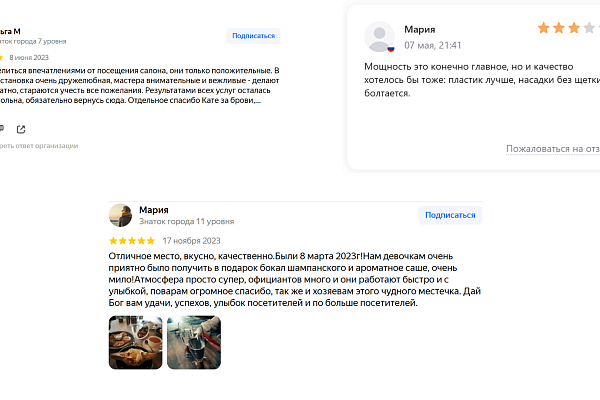 ьга М
аток города 7 уровня
Подписаться
8 июня 2023
елиться впечатлениями от посещения салона, они только положительные. В
становка очень дружелюбная, мастера внимательные и вежливые - делают
атно, стараются учесть все пожелания. Результатами всех услуг осталась
ольна, обязательно вернусь сюда. Отдельное спасибо Кате за брови,...
реть ответ организации
Мария
07 мая, 21:41
Мощность это конечно главное, но и качество
хотелось бы тоже: пластик лучше, насадки без щетки
болтается.
Пожаловаться на отз
Мария
Знаток города 11 уровня
Подписаться
17 ноября 2023
Отличное место, вкусно, качественно.Были 8 марта 2023г!Нам девочкам очень
приятно было получить в подарок бокал шампанского и ароматное саше, очень
мило!Атмосфера просто супер, официантов много и они работают быстро и с
улыбкой, поварам огромное спасибо, так же и хозяевам этого чудного местечка. Дай
Бог вам удачи, успехов, улыбок посетителей и по больше посетителей.